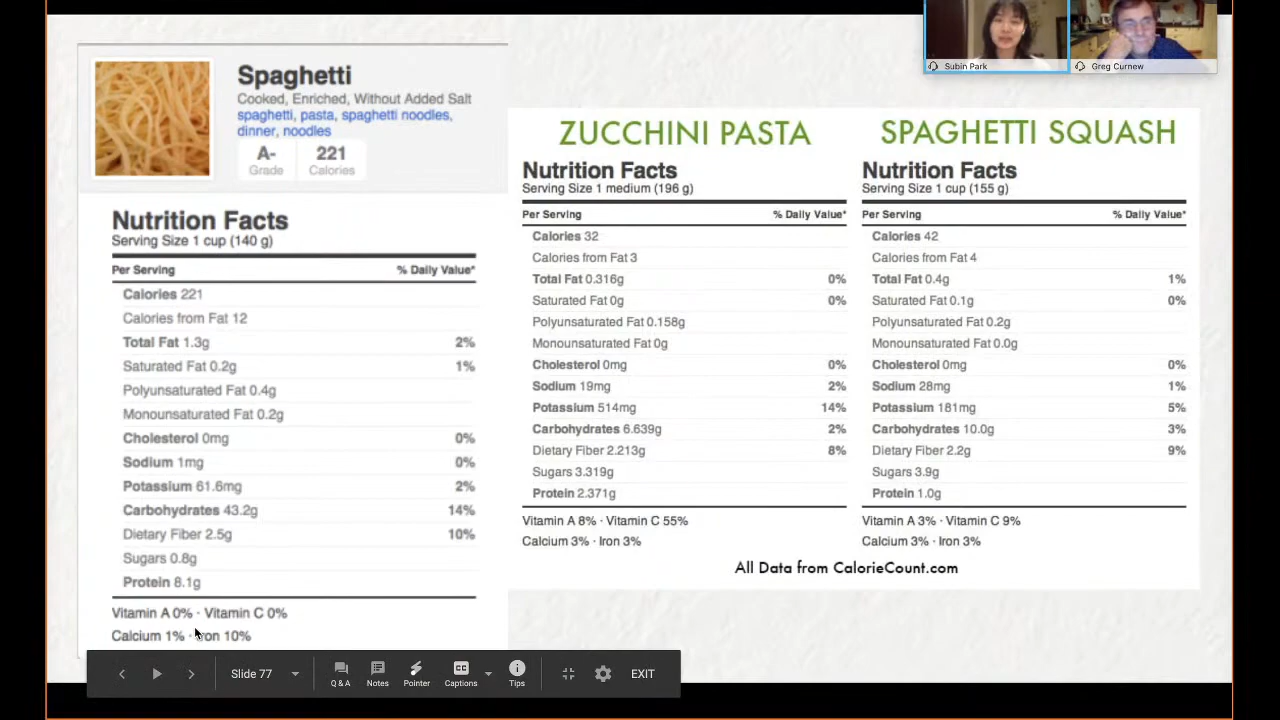 Subin Park
Greg Curnew
Spaghetti
Cooked, Enriched, Without Added Salt
spaghetti, pasta, spaghetti noodles,
dinner, noodles
A-
Grade
221
Calories
Nutrition Facts
Serving Size 1 cup (140 g)
Per Serving % Daily Value*
Calories 221
Calories from Fat 12
Total Fat 1.3g 2%
Saturated Fat 0.2g 1%
Polyunsaturated Fat 0.4g
Monounsaturated Fat 0.2g
Cholesterol 0mg 0%
Sodium 1mg 0%
Potassium 61.6mg 2%
Carbohydrates 43.2g 14%
Dietary Fiber 2.5g 10%
Sugars 0.8g
Protein 8.1g
Vitamin A 0% · Vitamin C 0%
Calcium 1% · Iron 10%
ZUCCHINI PASTA
Nutrition Facts
Serving Size 1 medium (196 g)
Per Serving % Daily Value*
Calories 32
Calories from Fat 3
Total Fat 0.316g 0%
Saturated Fat 0g 0%
Polyunsaturated Fat 0.158g
Monounsaturated Fat 0g
Cholesterol 0mg 0%
Sodium 19mg 2%
Potassium 514mg 14%
Carbohydrates 6.639g 2%
Dietary Fiber 2.213g 8%
Sugars 3.319g
Protein 2.371g
Vitamin A 8% · Vitamin C 55%
Calcium 3% · Iron 3%
SPAGHETTI SQUASH
Nutrition Facts
Serving Size 1 cup (155 g)
Per Serving % Daily Value*
Calories 42
Calories from Fat 4
Total Fat 0.4g 1%
Saturated Fat 0.1g 0%
Polyunsaturated Fat 0.2g
Monounsaturated Fat 0.0g
Cholesterol 0mg 0%
Sodium 28mg 1%
Potassium 181mg 5%
Carbohydrates 10.0g 3%
Dietary Fiber 2.2g 9%
Sugars 3.9g
Protein 1.0g
Vitamin A 3% · Vitamin C 9%
Calcium 3% · Iron 3%
All Data from CalorieCount.com
Slide 77
Q & A
Notes
Pointer
CC
Captions
Tips
EXIT